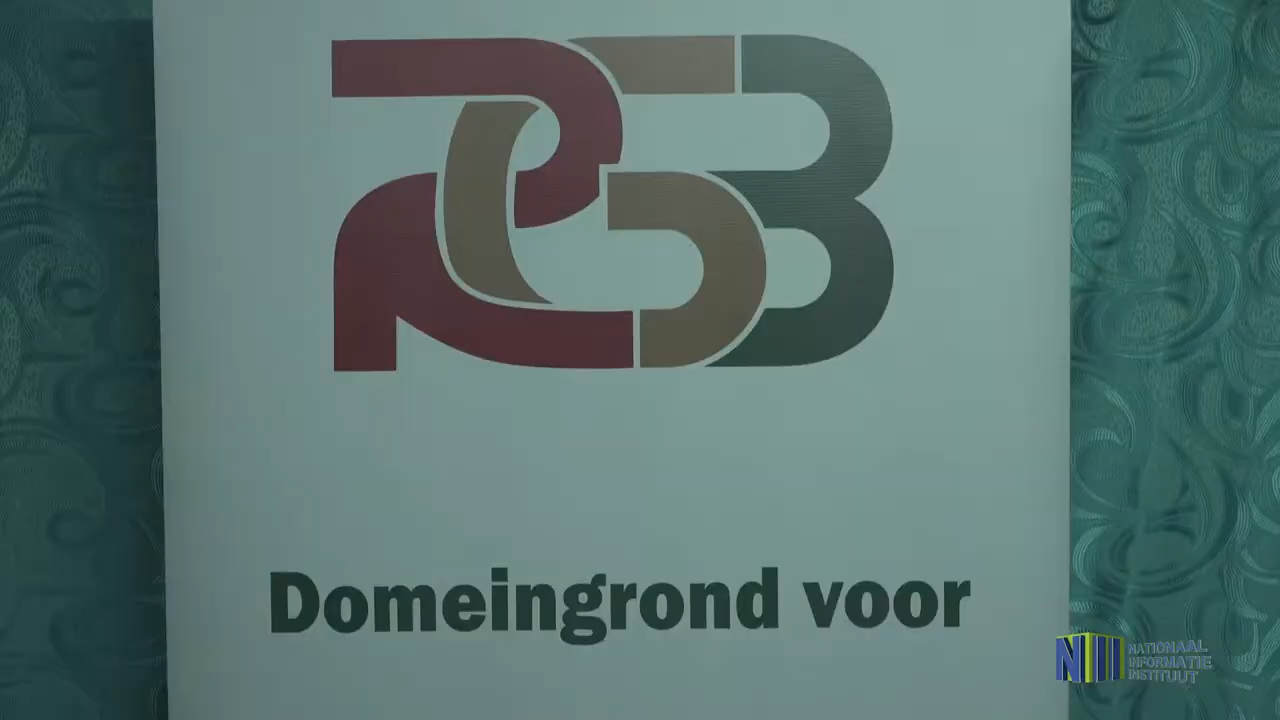 RGB
Domeingrond voor
NATIONAAL
INFORMATIE
INSTITUUT